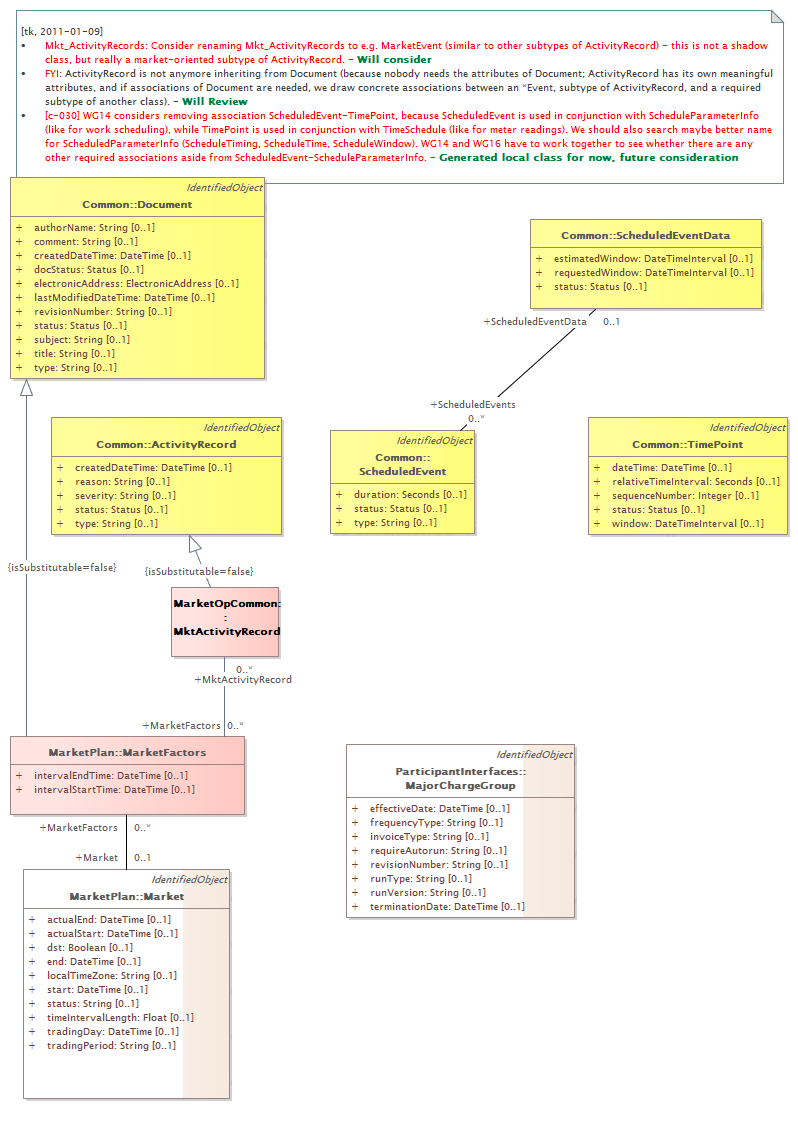 [tk, 2011-01-09]
• Mkt_ActivityRecords: Consider renaming Mkt_ActivityRecords to e.g. MarketEvent (similar to other subtypes of ActivityRecord) - this is not a shadow
class, but really a market-oriented subtype of ActivityRecord. - Will consider
• FYI: ActivityRecord is not anymore inheriting from Document (because nobody needs the attributes of Document; ActivityRecord has its own meaningful
attributes, and if associations of Document are needed, we draw concrete associations between an *Event, subtype of ActivityRecord, and a required
subtype of another class). - Will Review
• [c-030] WG14 considers removing association ScheduledEvent-TimePoint, because ScheduledEvent is used in conjunction with ScheduleParameterInfo
(like for work scheduling), while TimePoint is used in conjunction with TimeSchedule (like for meter readings). We should also search maybe better name
for ScheduledParameterInfo (ScheduleTiming, ScheduleTime, ScheduleWindow). WG14 and WG16 have to work together to see whether there are any
other required associations aside from ScheduledEvent-ScheduleParameterInfo. - Generated local class for now, future consideration
IdentifiedObject
Common::Document
+ authorName: String [0..1]
+ comment: String [0..1]
+ createdDateTime: DateTime [0..1]
+ docStatus: Status [0..1]
+ electronicAddress: ElectronicAddress [0..1]
+ lastModifiedDateTime: DateTime [0..1]
+ revisionNumber: String [0..1]
+ status: Status [0..1]
+ subject: String [0..1]
+ title: String [0..1]
+ type: String [0..1]
Common::ScheduledEventData
+ estimatedWindow: DateTimeInterval [0..1]
+ requestedWindow: DateTimeInterval [0..1]
+ status: Status [0..1]
+ScheduledEventData 0..1
+ScheduledEvents
0..*
IdentifiedObject
Common::ActivityRecord
+ createdDateTime: DateTime [0..1]
+ reason: String [0..1]
+ severity: String [0..1]
+ status: Status [0..1]
+ type: String [0..1]
IdentifiedObject
Common::
ScheduledEvent
+ duration: Seconds [0..1]
+ status: Status [0..1]
+ type: String [0..1]
IdentifiedObject
Common::TimePoint
+ dateTime: DateTime [0..1]
+ relativeTimeInterval: Seconds [0..1]
+ sequenceNumber: Integer [0..1]
+ status: Status [0..1]
+ window: DateTimeInterval [0..1]
{isSubstitutable=false}
{isSubstitutable=false}
MarketOpCommon:
:
MktActivityRecord
0..*
+MktActivityRecord
+MarketFactors 0..*
MarketPlan::MarketFactors
+ intervalEndTime: DateTime [0..1]
+ intervalStartTime: DateTime [0..1]
+MarketFactors 0..*
+Market 0..1
IdentifiedObject
MarketPlan::Market
+ actualEnd: DateTime [0..1]
+ actualStart: DateTime [0..1]
+ dst: Boolean [0..1]
+ end: DateTime [0..1]
+ localTimeZone: String [0..1]
+ start: DateTime [0..1]
+ status: String [0..1]
+ timeIntervalLength: Float [0..1]
+ tradingDay: DateTime [0..1]
+ tradingPeriod: String [0..1]
IdentifiedObject
ParticipantInterfaces::
MajorChargeGroup
+ effectiveDate: DateTime [0..1]
+ frequencyType: String [0..1]
+ invoiceType: String [0..1]
+ requireAutorun: String [0..1]
+ revisionNumber: String [0..1]
+ runType: String [0..1]
+ runVersion: String [0..1]
+ terminationDate: DateTime [0..1]